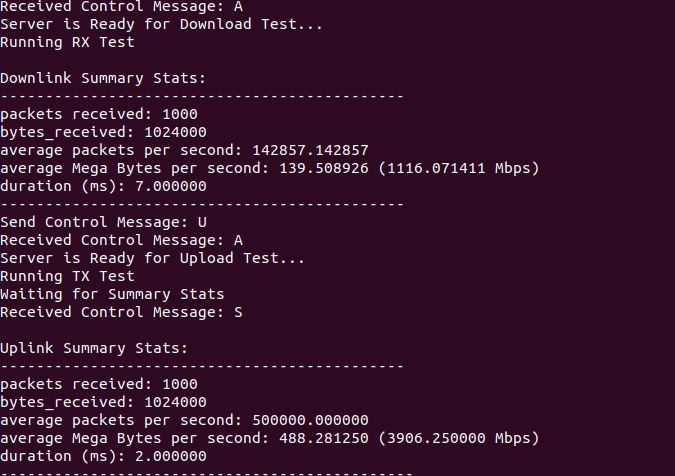 Received Control Message: A
Server is Ready for Download Test...
Running RX Test
Downlink Summary Stats:
---------------------------------------------
packets received: 1000
bytes_received: 1024000
average packets per second: 142857.142857
average Mega Bytes per second: 139.508926 (1116.071411 Mbps)
duration (ms): 7.000000
---------------------------------------------
Send Control Message: U
Received Control Message: A
Server is Ready for Upload Test...
Running TX Test
Waiting for Summary Stats
Received Control Message: S
Uplink Summary Stats:
---------------------------------------------
packets received: 1000
bytes_received: 1024000
average packets per second: 500000.000000
average Mega Bytes per second: 488.281250 (3906.250000 Mbps)
duration (ms): 2.000000
----------------------------------------------